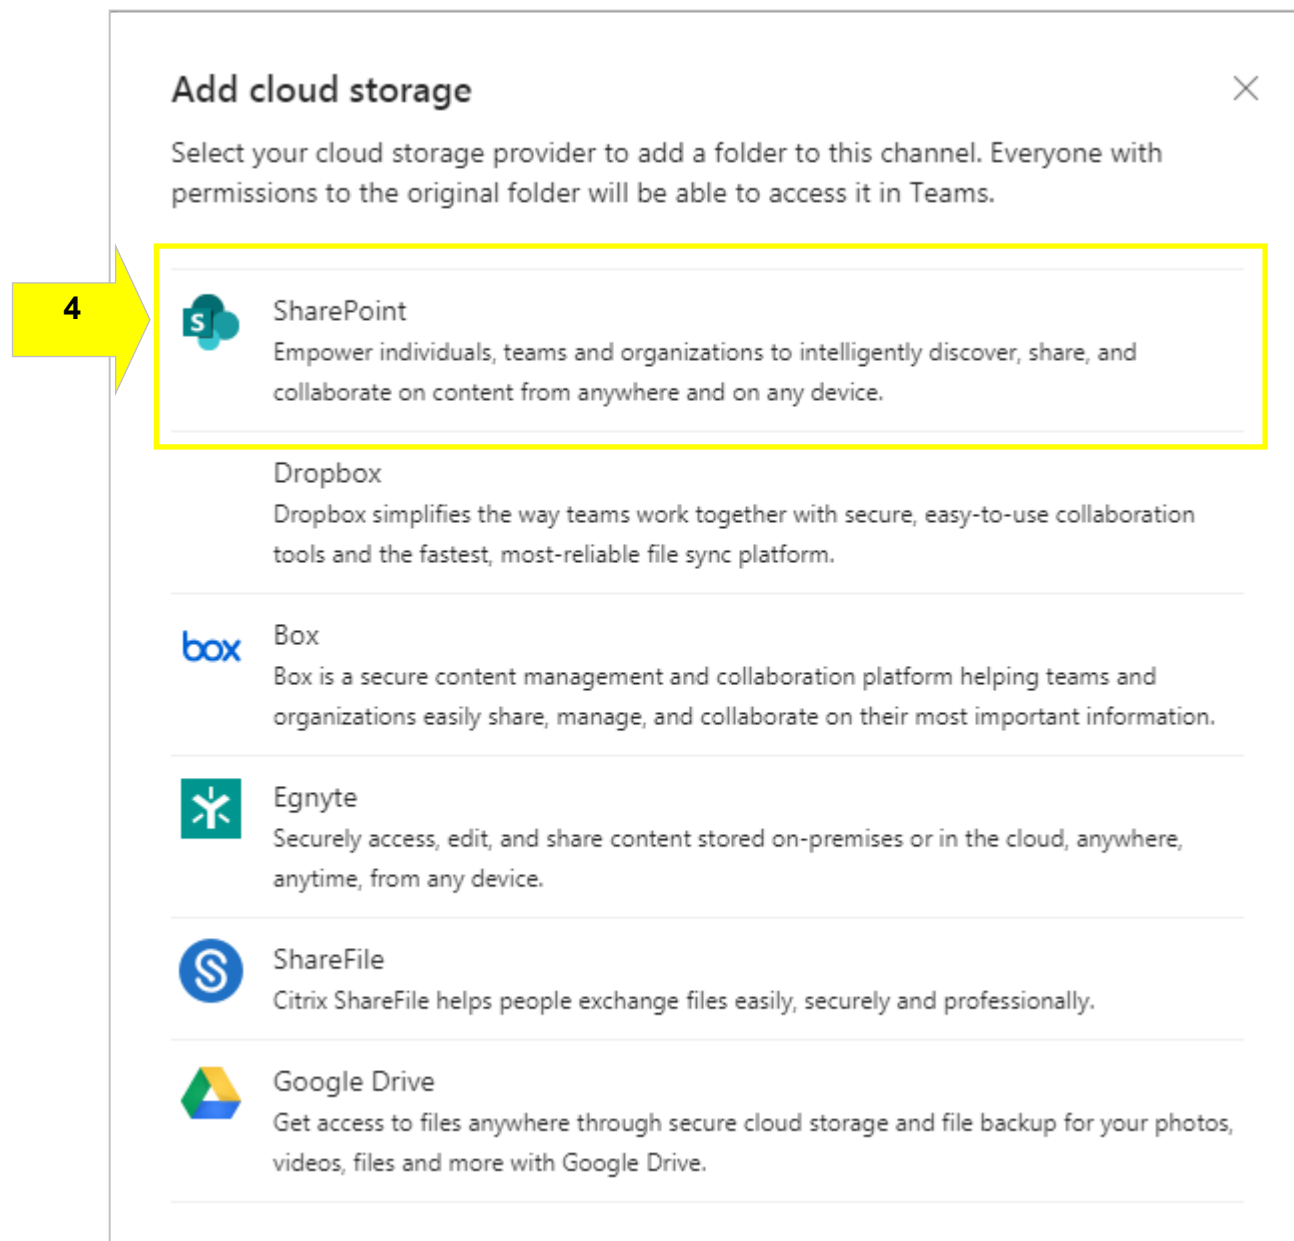 Add cloud storage
Select your cloud storage provider to add a folder to this channel. Everyone with
permissions to the original folder will be able to access it in Teams.
4
S
SharePoint
Empower individuals, teams and organizations to intelligently discover, share, and
collaborate on content from anywhere and on any device.
Dropbox
Dropbox simplifies the way teams work together with secure, easy-to-use collaboration
tools and the fastest, most-reliable file sync platform.
box
Box
Box is a secure content management and collaboration platform helping teams and
organizations easily share, manage, and collaborate on their most important information.
Egnyte
Securely access, edit, and share content stored on-premises or in the cloud, anywhere,
anytime, from any device.
S
ShareFile
Citrix ShareFile helps people exchange files easily, securely and professionally.
Google Drive
Get access to files anywhere through secure cloud storage and file backup for your photos,
videos, files and more with Google Drive.